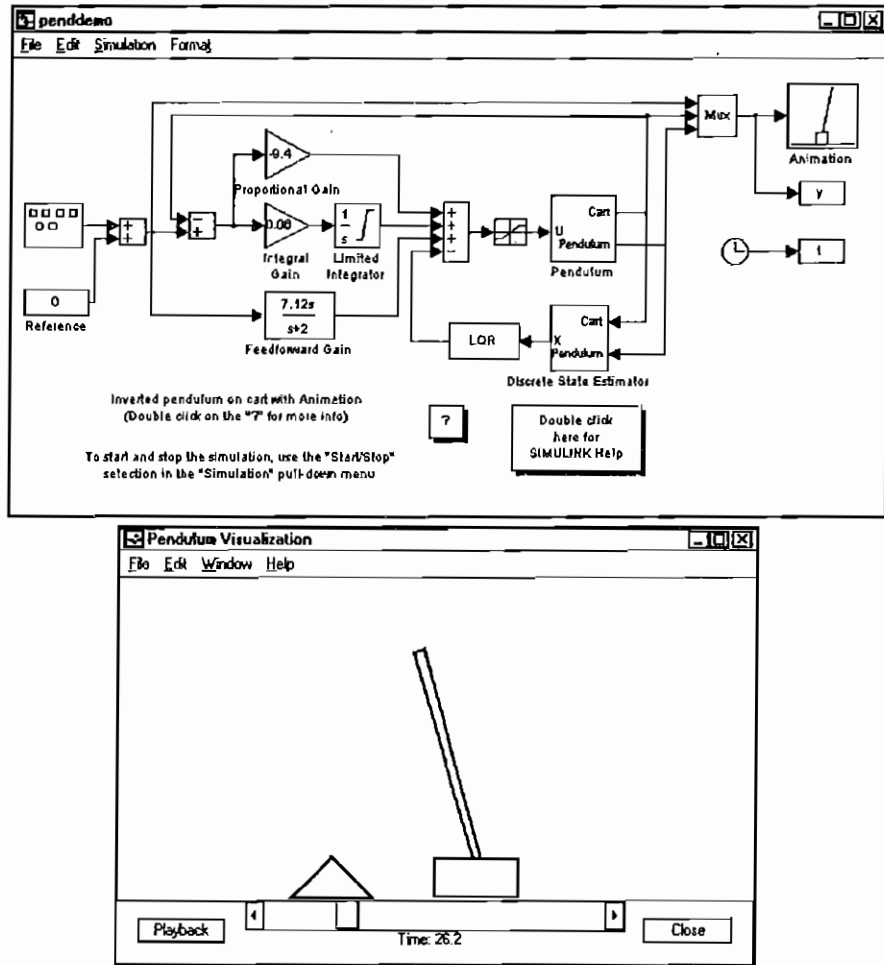 penddemo
File Edit Simulation Format
Mux
Animation
-9.4
Proportional Gain
y
+
+
-
+
0.06
1
s
+
+
+
-
U
Cart
Pendulum
Pendulum
Integral
Gain
Limited
Integrator
t
0
Reference
7.12s
s+2
Feedforward Gain
LQR
X
Cart
Pendulum
Discrete State Estimator
Inverted pendulum on cart with Animation
(Double click on the "?" for more info)
?
Double click
here for
SIMULINK Help
To start and stop the simulation, use the "Start/Stop"
selection in the "Simulation" pull-down menu
Pendulum Visualization
File Edit Window Help
Playback
Time: 26.2
Close